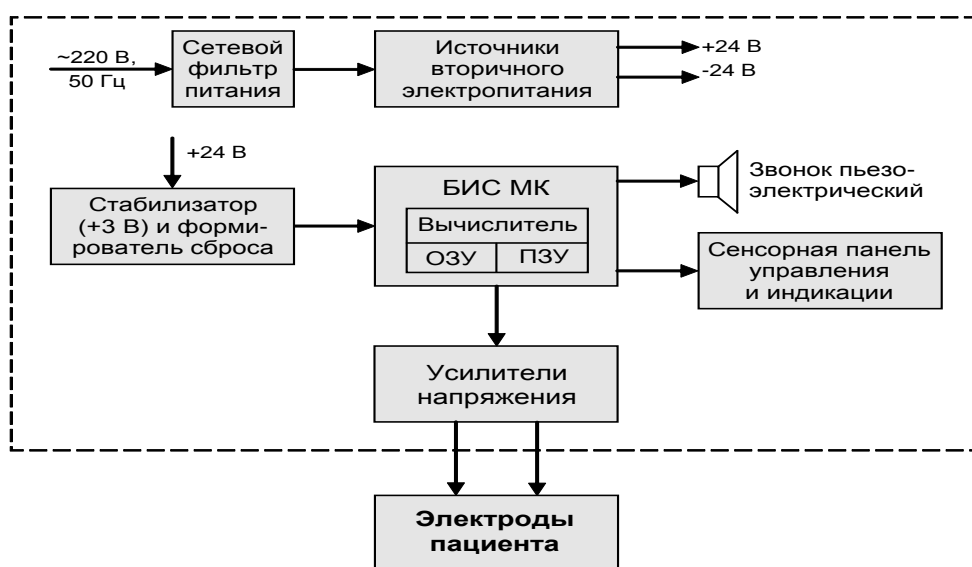 ~220 В,
50 Гц
Сетевой
фильтр
питания
Источники
вторичного
электропитания
+24 В
-24 В
+24 В
Стабилизатор
(+3 В) и форми-
рователь сброса
БИС МК
Вычислитель
ОЗУ
ПЗУ
Звонок пьезо-
электрический
Сенсорная панель
управления
и индикации
Усилители
напряжения
Электроды
пациента